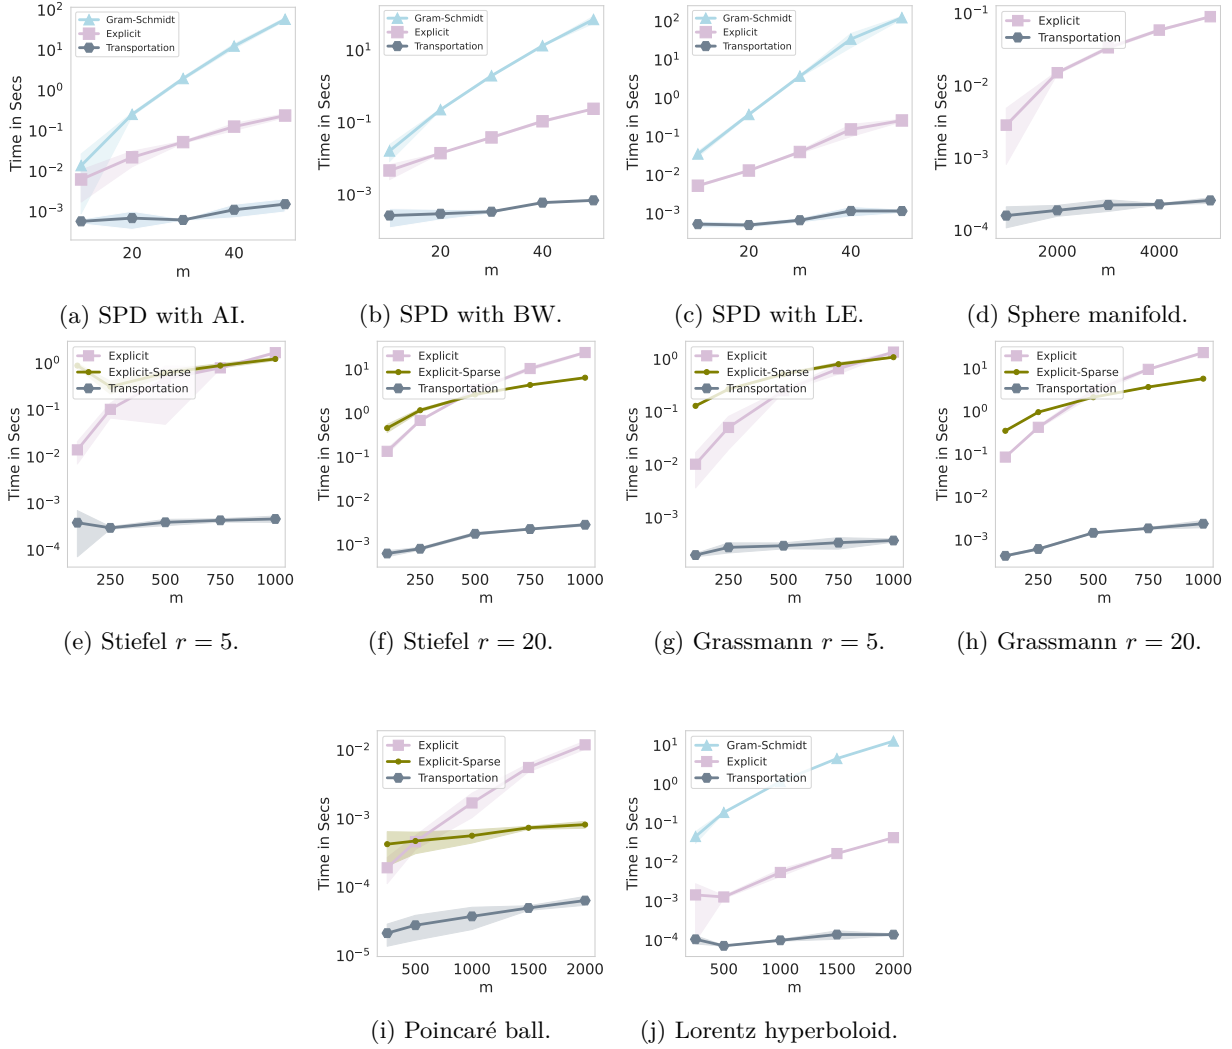 Gram-Schmidt
Explicit
Transportation
Time in Secs
10²
10¹
10⁰
10⁻¹
10⁻²
10⁻³
20 40
m
(a) SPD with AI.
Gram-Schmidt
Explicit
Transportation
Time in Secs
10¹
10⁻¹
10⁻³
20 40
m
(b) SPD with BW.
Gram-Schmidt
Explicit
Transportation
Time in Secs
10²
10¹
10⁰
10⁻¹
10⁻²
10⁻³
20 40
m
(c) SPD with LE.
Explicit
Transportation
Time in Secs
10⁻¹
10⁻²
10⁻³
10⁻⁴
2000 4000
m
(d) Sphere manifold.
Explicit
Explicit-Sparse
Transportation
Time in Secs
10⁰
10⁻¹
10⁻²
10⁻³
10⁻⁴
250 500 750 1000
m
(e) Stiefel r = 5.
Explicit
Explicit-Sparse
Transportation
Time in Secs
10¹
10⁰
10⁻¹
10⁻²
10⁻³
250 500 750 1000
m
(f) Stiefel r = 20.
Explicit
Explicit-Sparse
Transportation
Time in Secs
10⁰
10⁻¹
10⁻²
10⁻³
250 500 750 1000
m
(g) Grassmann r = 5.
Explicit
Explicit-Sparse
Transportation
Time in Secs
10¹
10⁰
10⁻¹
10⁻²
10⁻³
250 500 750 1000
m
(h) Grassmann r = 20.
Explicit
Explicit-Sparse
Transportation
Time in Secs
10⁻²
10⁻³
10⁻⁴
10⁻⁵
500 1000 1500 2000
m
(i) Poincaré ball.
Gram-Schmidt
Explicit
Transportation
Time in Secs
10¹
10⁰
10⁻¹
10⁻²
10⁻³
10⁻⁴
500 1000 1500 2000
m
(j) Lorentz hyperboloid.